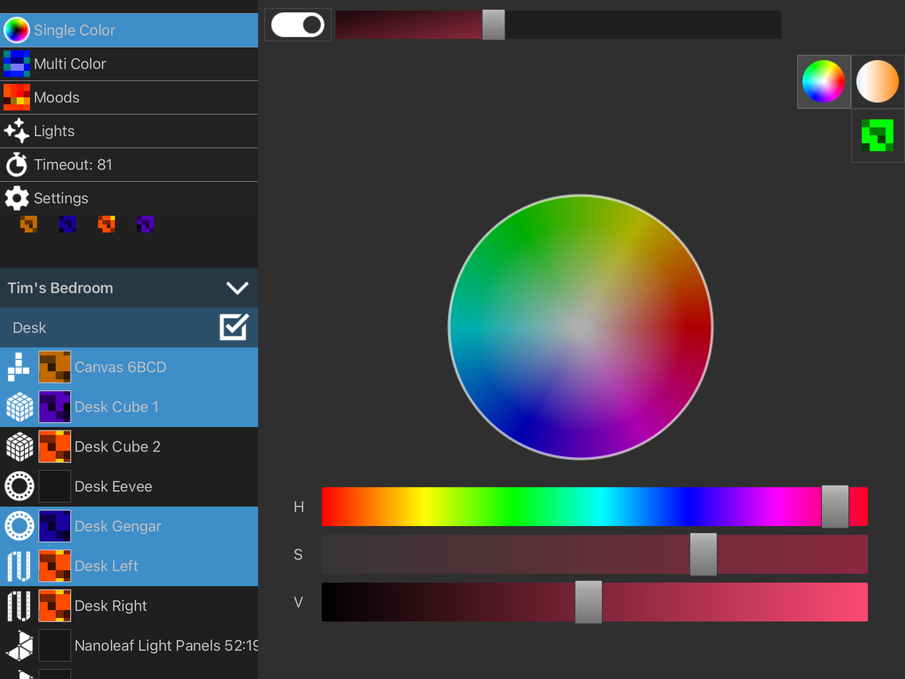 Single Color
Multi Color
Moods
Lights
Timeout: 81
Settings
Tim's Bedroom
Desk
Canvas 6BCD
Desk Cube 1
Desk Cube 2
Desk Eevee
Desk Gengar
Desk Left
Desk Right
Nanoleaf Light Panels 52:19
H
S
V